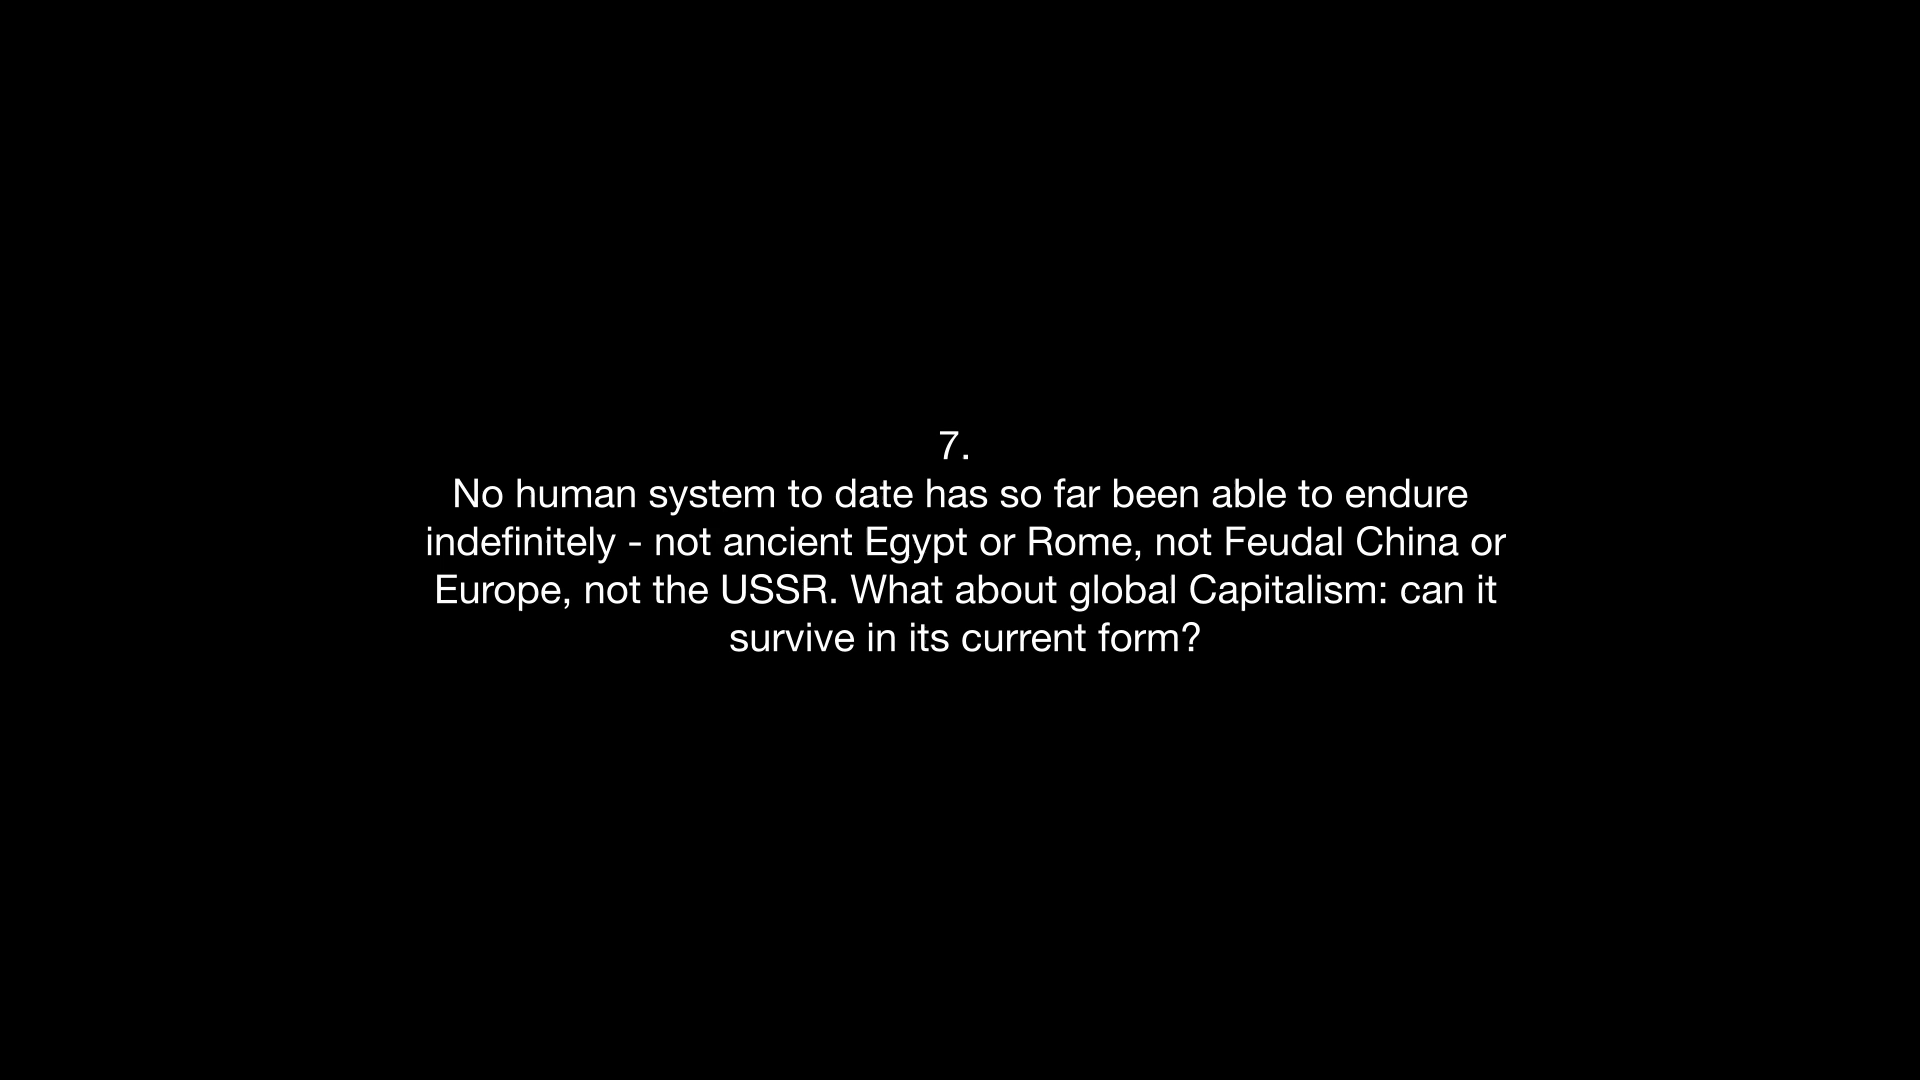 7.
No human system to date has so far been able to endure
indefinitely - not ancient Egypt or Rome, not Feudal China or
Europe, not the USSR. What about global Capitalism: can it
survive in its current form?